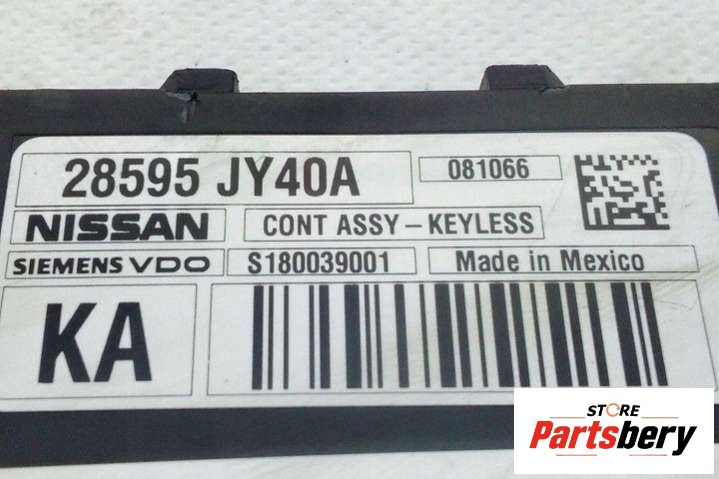 28595 JY40A
081066
NISSAN
CONT ASSY – KEYLESS
SIEMENS VDO
S180039001
Made in Mexico
KA
STORE
Partsbery